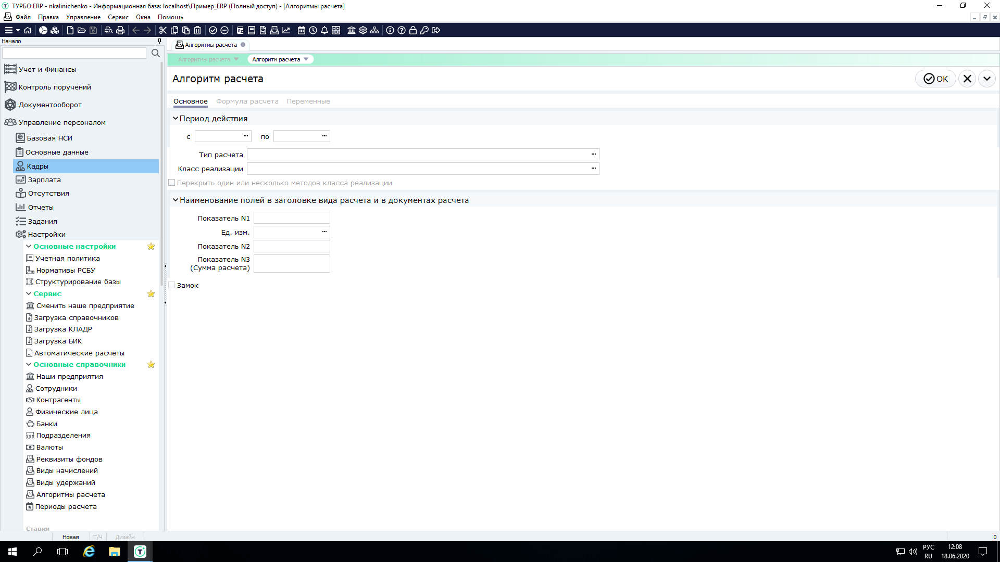 ТУРБО ERP - nkalinichenko - Информационная база: localhost\Пример_ERP (Полный доступ) - [Алгоритмы расчета]
Файл Правка Управление Сервис Окна Помощь
Начало
Учет и Финансы
Контроль поручений
Документооборот
Управление персоналом
Базовая НСИ
Основные данные
Кадры
Зарплата
Отсутствия
Отчеты
Задания
Настройки
Основные настройки
Учетная политика
Нормативы РСБУ
Структурирование базы
Сервис
Сменить наше предприятие
Загрузка справочников
Загрузка КЛАДР
Загрузка БИК
Автоматические расчеты
Основные справочники
Наши предприятия
Сотрудники
Контрагенты
Физические лица
Банки
Подразделения
Валюты
Реквизиты фондов
Виды начислений
Виды удержаний
Алгоритмы расчета
Периоды расчета
Ставки
Алгоритмы расчета
Алгоритмы расчета Алгоритм расчета
Алгоритм расчета
OK
Основное Формула расчета Переменные
Период действия
с ... по ...
Тип расчета ...
Класс реализации ...
Перекрыть один или несколько методов класса реализации
Наименование полей в заголовке вида расчета и в документах расчета
Показатель N1
Ед. изм. ...
Показатель N2
Показатель N3
(Сумма расчета)
Замок
Новая Т/Ч Дизайн 0
РУС 12:08
RU 18.06.2020